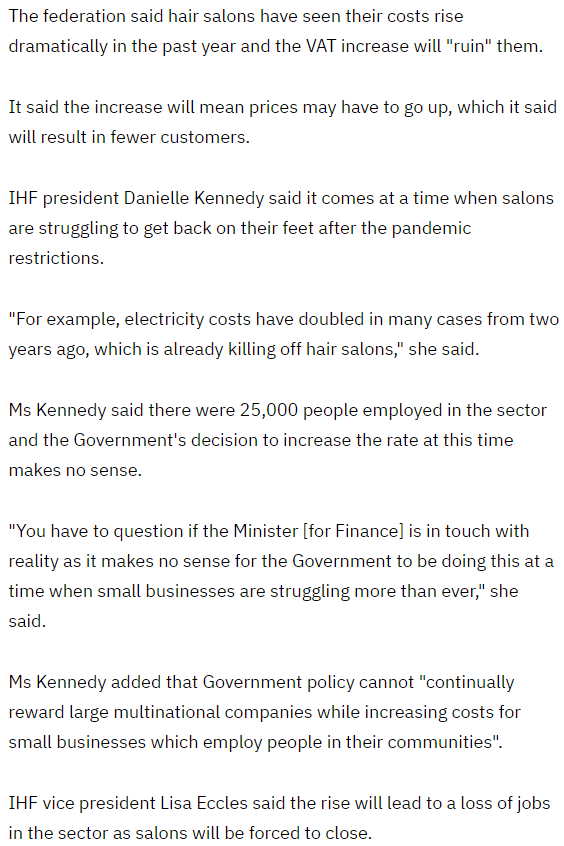 The federation said hair salons have seen their costs rise
dramatically in the past year and the VAT increase will "ruin" them.
It said the increase will mean prices may have to go up, which it said
will result in fewer customers.
IHF president Danielle Kennedy said it comes at a time when salons
are struggling to get back on their feet after the pandemic
restrictions.
"For example, electricity costs have doubled in many cases from two
years ago, which is already killing off hair salons," she said.
Ms Kennedy said there were 25,000 people employed in the sector
and the Government's decision to increase the rate at this time
makes no sense.
"You have to question if the Minister [for Finance] is in touch with
reality as it makes no sense for the Government to be doing this at a
time when small businesses are struggling more than ever," she
said.
Ms Kennedy added that Government policy cannot "continually
reward large multinational companies while increasing costs for
small businesses which employ people in their communities".
IHF vice president Lisa Eccles said the rise will lead to a loss of jobs
in the sector as salons will be forced to close.